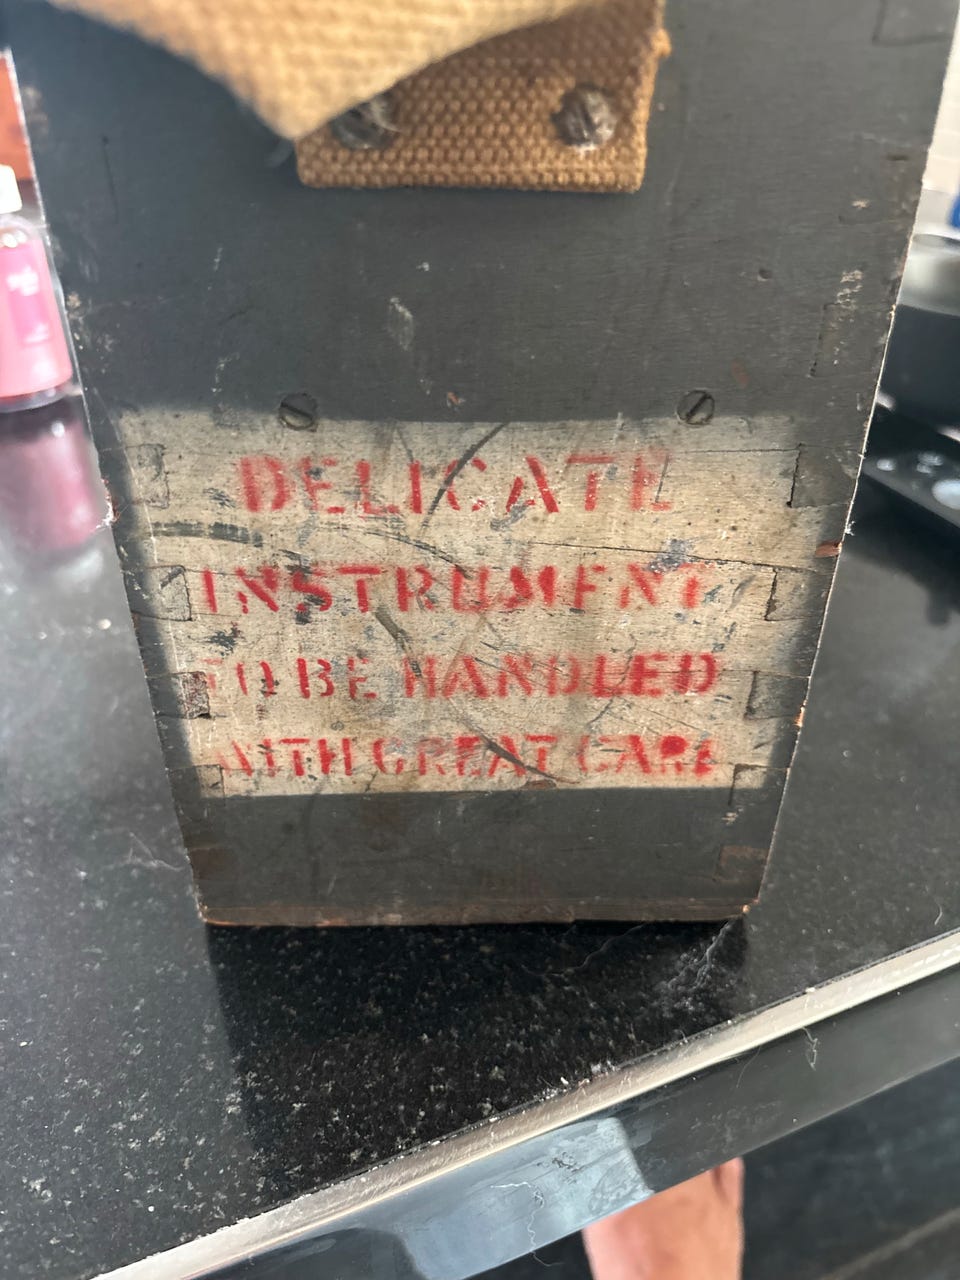 DELICATE
INSTRUMENT
TO BE HANDLED
WITH GREAT CARE